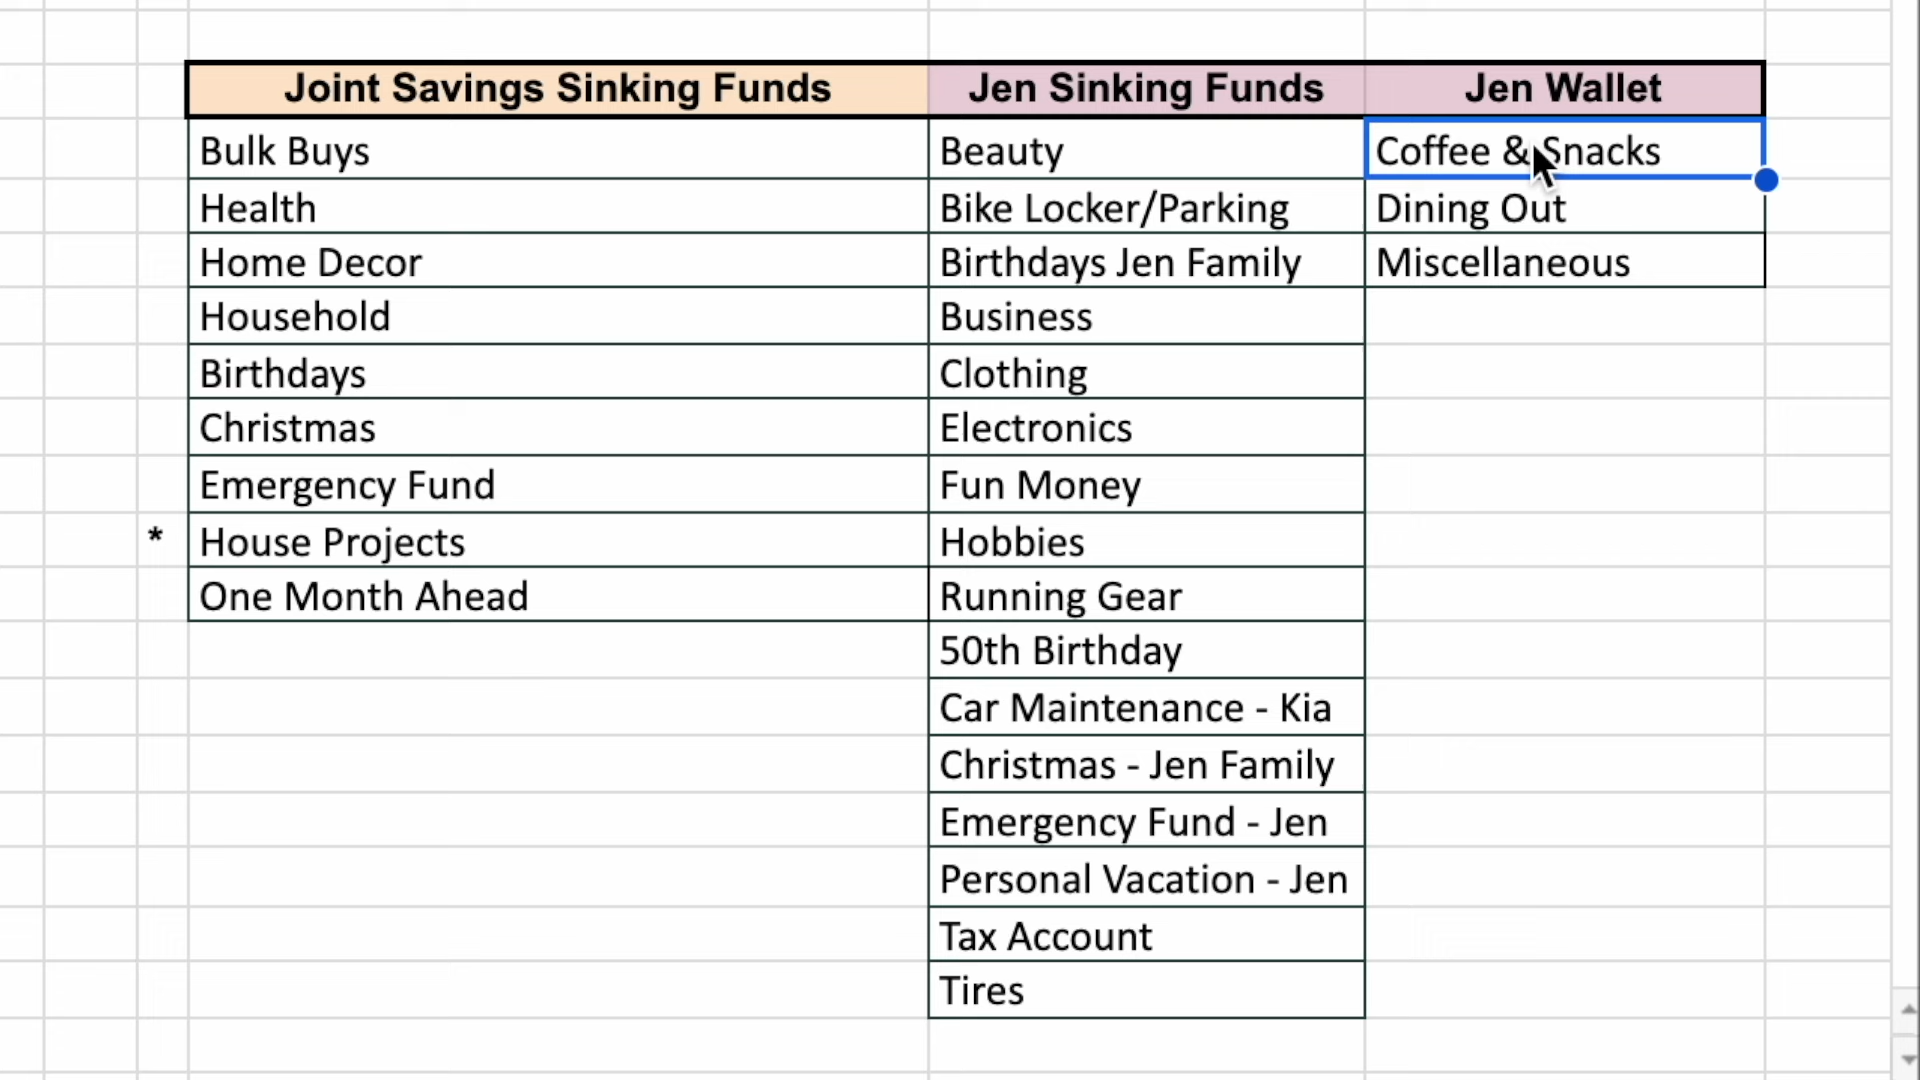 Joint Savings Sinking Funds Jen Sinking Funds Jen Wallet
Bulk Buys Beauty Coffee & Snacks
Health Bike Locker/Parking Dining Out
Home Decor Birthdays Jen Family Miscellaneous
Household Business
Birthdays Clothing
Christmas Electronics
Emergency Fund Fun Money
* House Projects Hobbies
One Month Ahead Running Gear
50th Birthday
Car Maintenance - Kia
Christmas - Jen Family
Emergency Fund - Jen
Personal Vacation - Jen
Tax Account
Tires